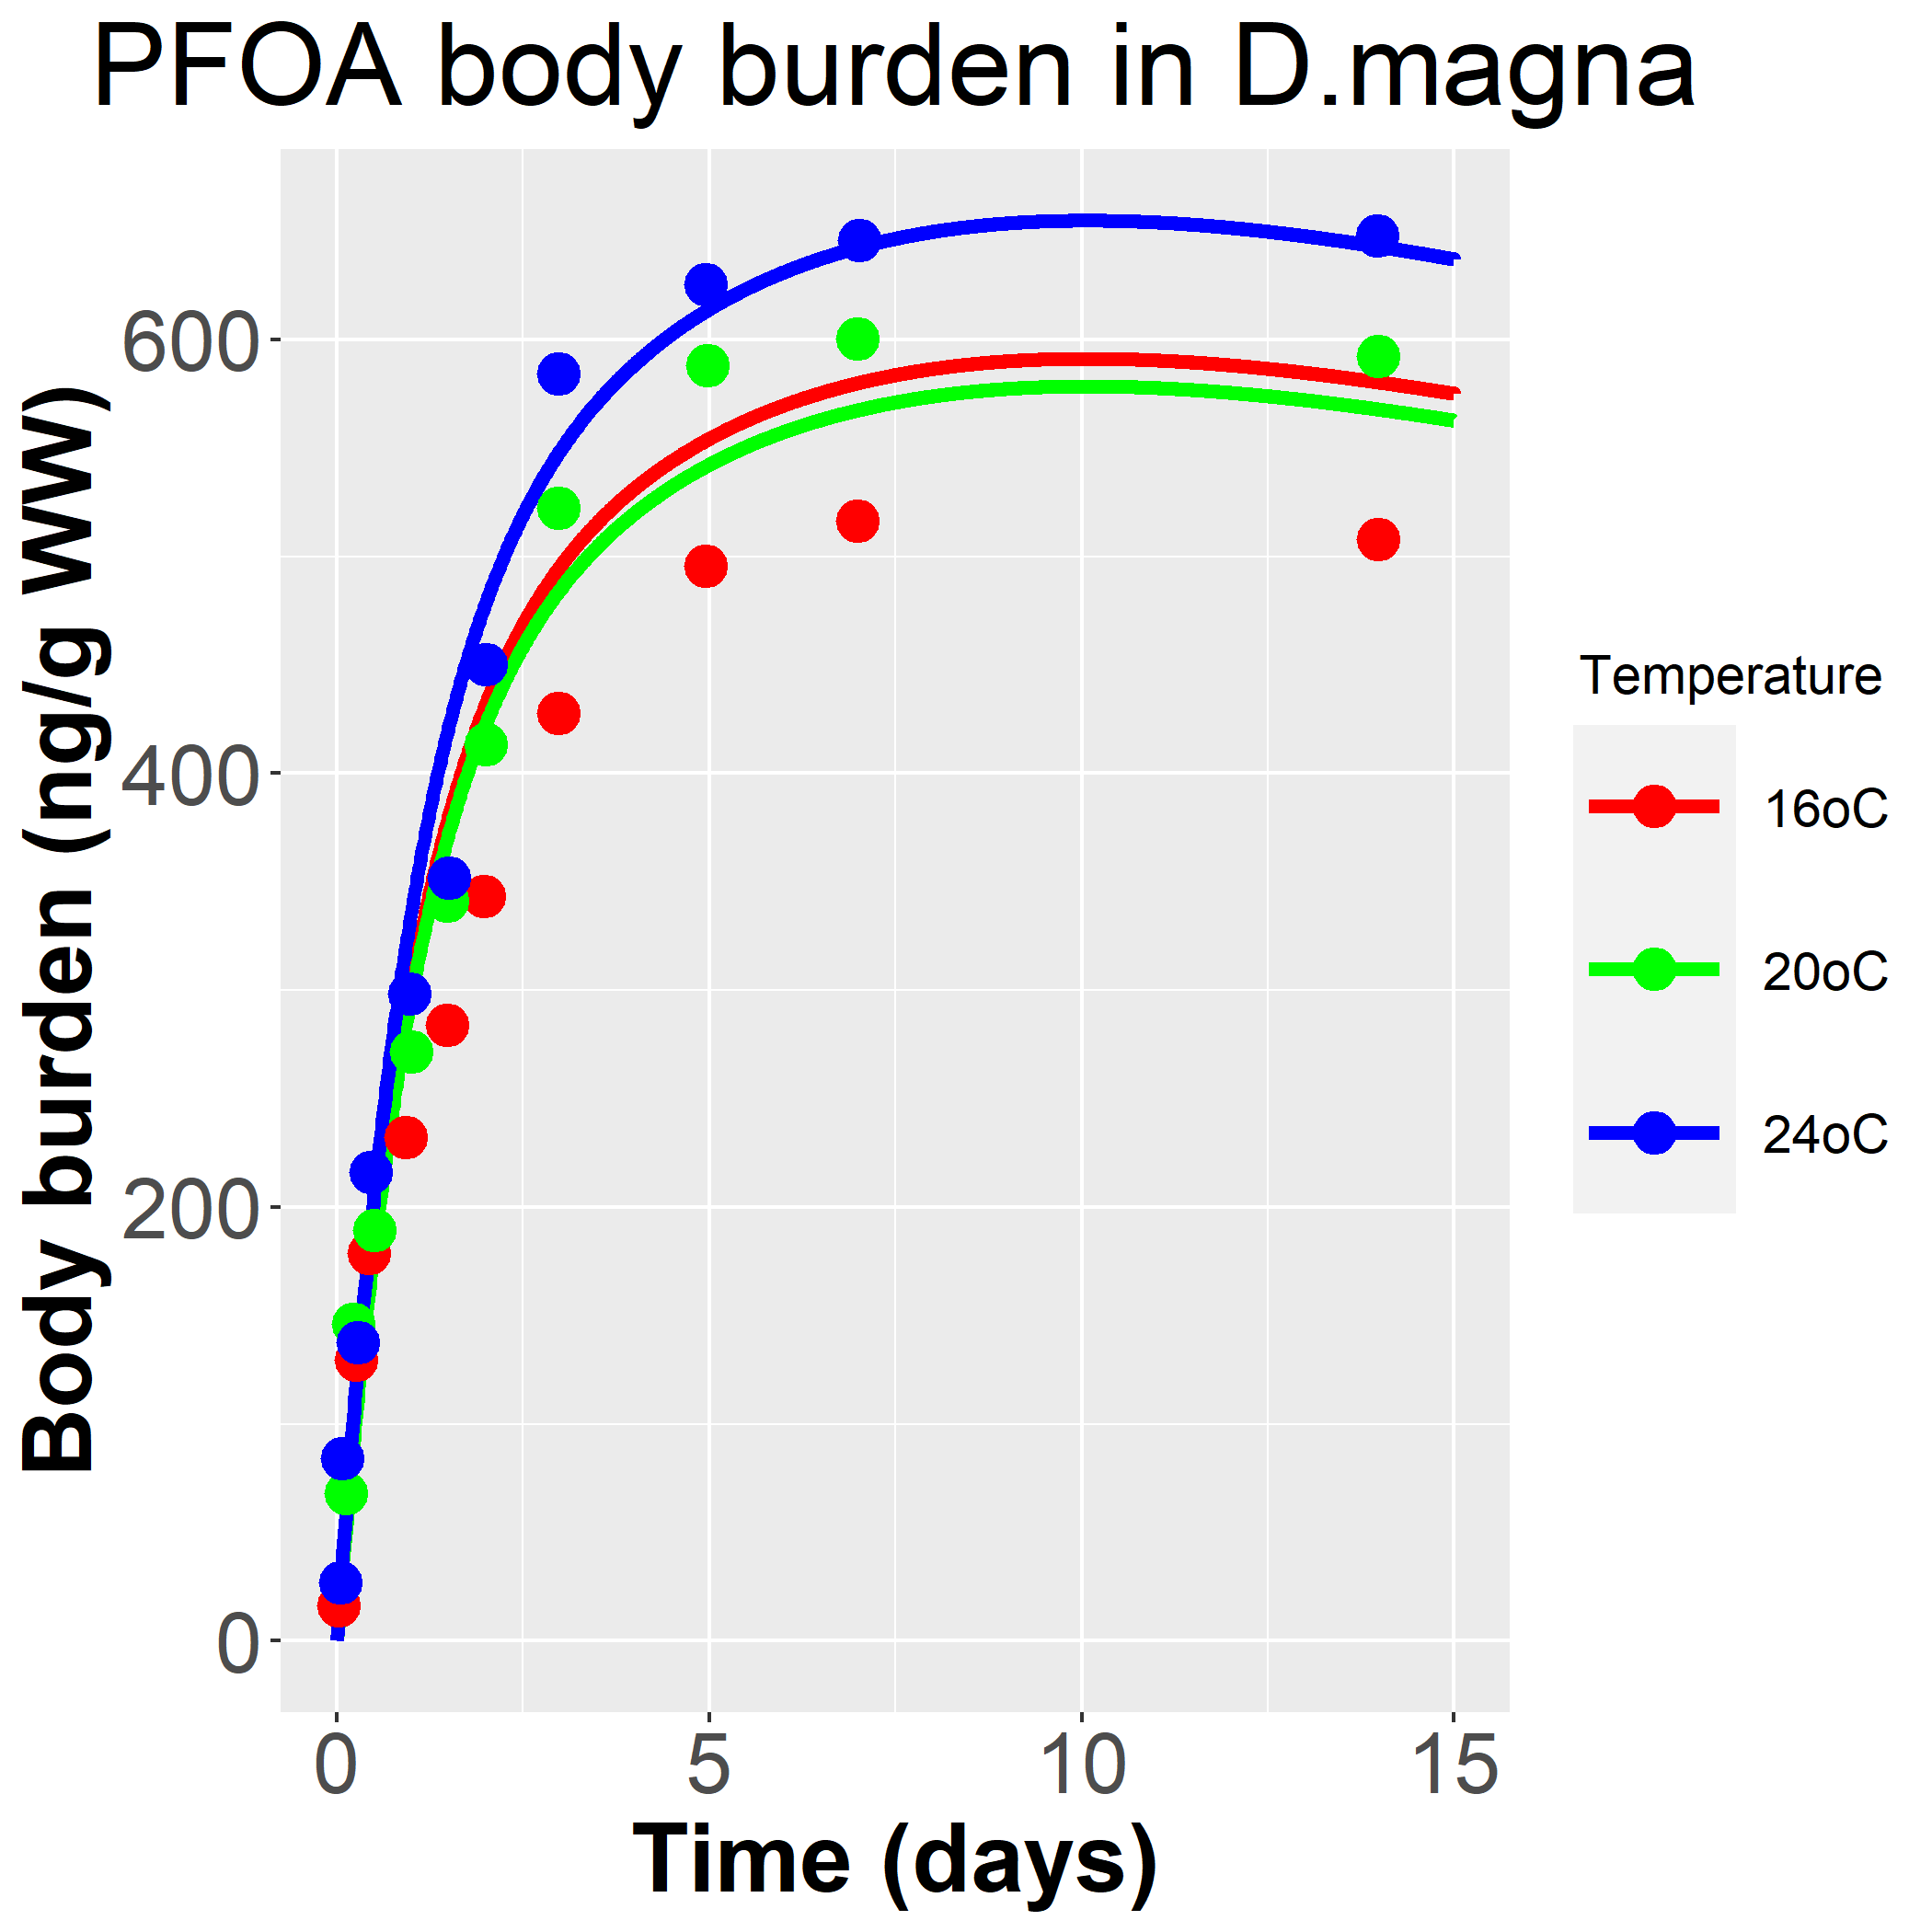 PFOA body burden in D.magna
Body burden (ng/g WW)
600
400
200
0
0 5 10 15
Time (days)
Temperature
16oC
20oC
24oC